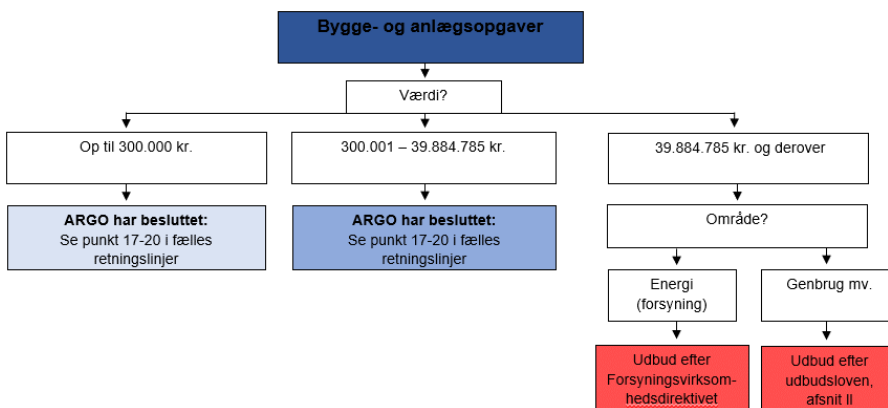 Bygge- og anlægsopgaver
Værdi?
Op til 300.000 kr.
300.001 – 39.884.785 kr.
39.884.785 kr. og derover
ARGO har besluttet:
Se punkt 17-20 i fælles
retningslinjer
ARGO har besluttet:
Se punkt 17-20 i fælles
retningslinjer
Område?
Energi
(forsyning)
Genbrug mv.
Udbud efter
Forsyningsvirksom-
hedsdirektivet
Udbud efter
udbudsloven,
afsnit II